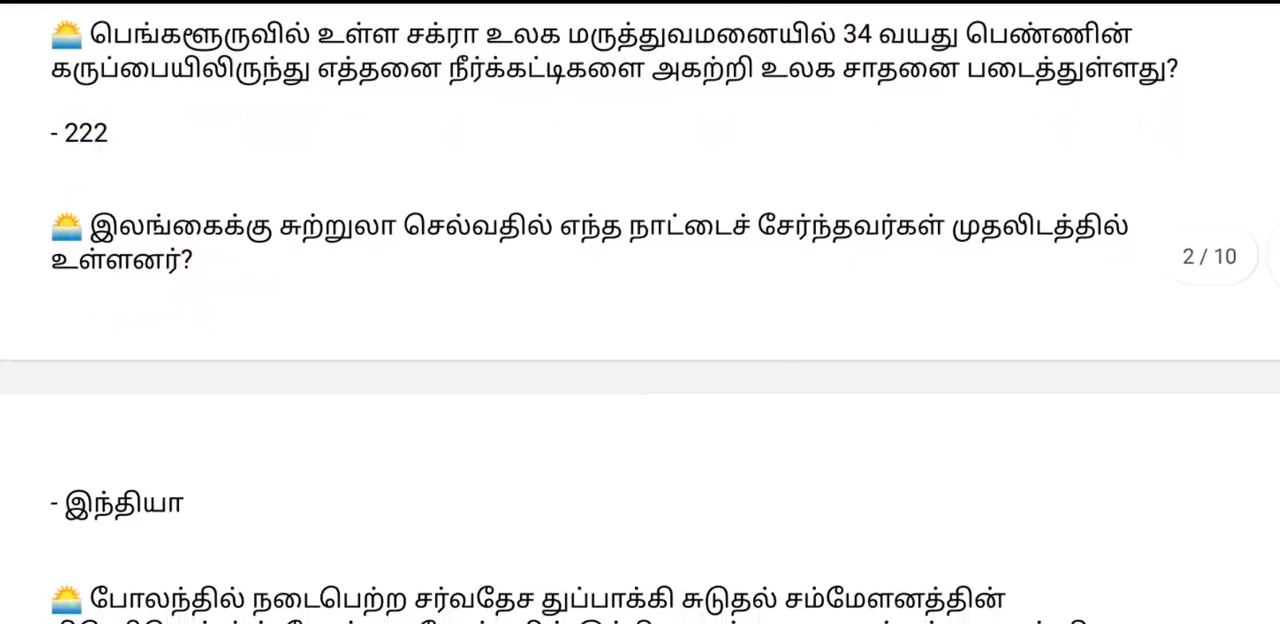 🌅 பெங்களூருவில் உள்ள சக்ரா உலக மருத்துவமனையில் 34 வயது பெண்ணின்
கருப்பையிலிருந்து எத்தனை நீர்க்கட்டிகளை அகற்றி உலக சாதனை படைத்துள்ளது?
- 222
🌅 இலங்கைக்கு சுற்றுலா செல்வதில் எந்த நாட்டைச் சேர்ந்தவர்கள் முதலிடத்தில்
உள்ளனர்?
2 / 10
- இந்தியா
🌅 போலந்தில் நடைபெற்ற சர்வதேச துப்பாக்கி சுடுதல் சம்மேளனத்தின்